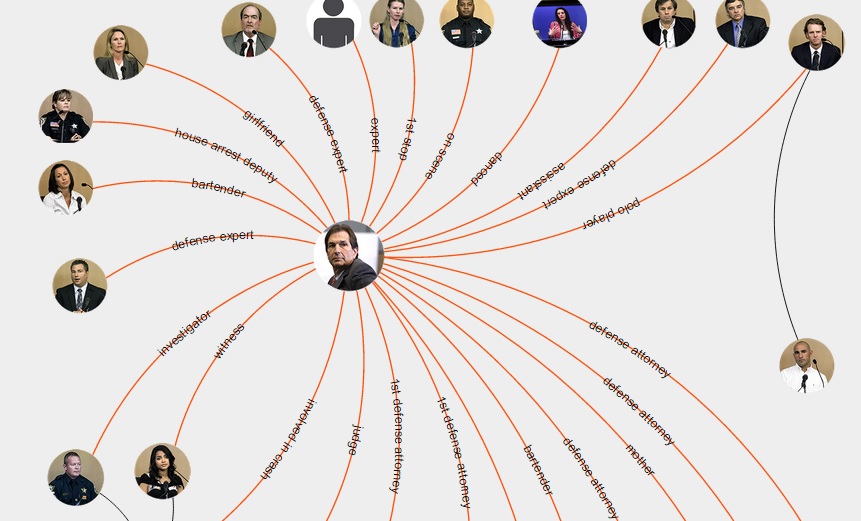 girlfriend
defense expert
expert
1st stop
on scene
danced
assistant
defense expert
polo player
house arrest deputy
bartender
defense expert
investigator
witness
involved in crash
judge
1st defense attorney
1st defense attorney
bartender
defense attorney
mother
defense attorney
defense attorney